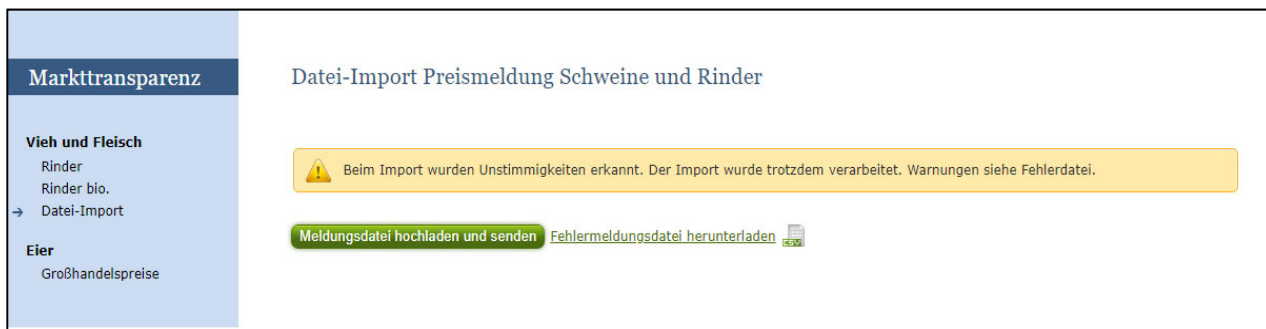 Markttransparenz
Vieh und Fleisch
Rinder
Rinder bio.
→ Datei-Import
Eier
Großhandelspreise
Datei-Import Preismeldung Schweine und Rinder
Beim Import wurden Unstimmigkeiten erkannt. Der Import wurde trotzdem verarbeitet. Warnungen siehe Fehlerdatei.
Meldungsdatei hochladen und senden Fehlermeldungsdatei herunterladen CSV